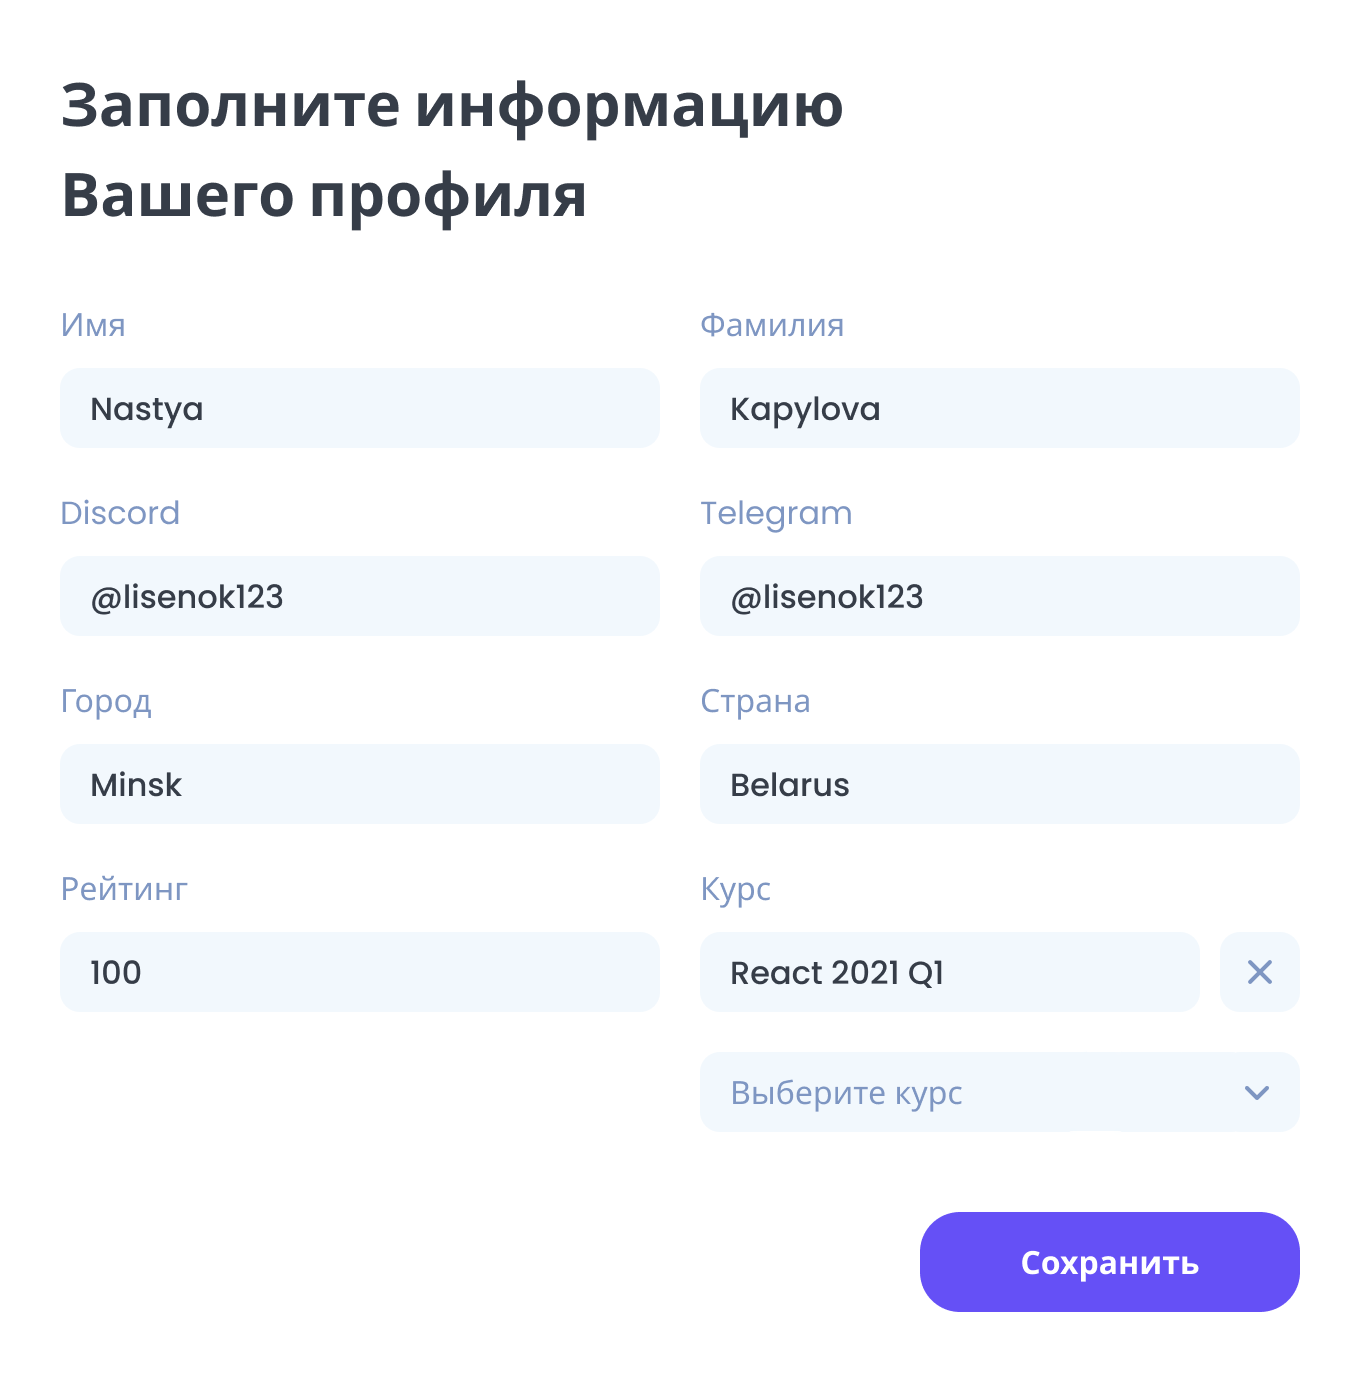 Заполните информацию
Вашего профиля
Имя
Фамилия
Nastya
Kapylova
Discord
Telegram
@lisenok123
@lisenok123
Город
Страна
Minsk
Belarus
Рейтинг
Курс
100
React 2021 Q1
Выберите курс
Сохранить